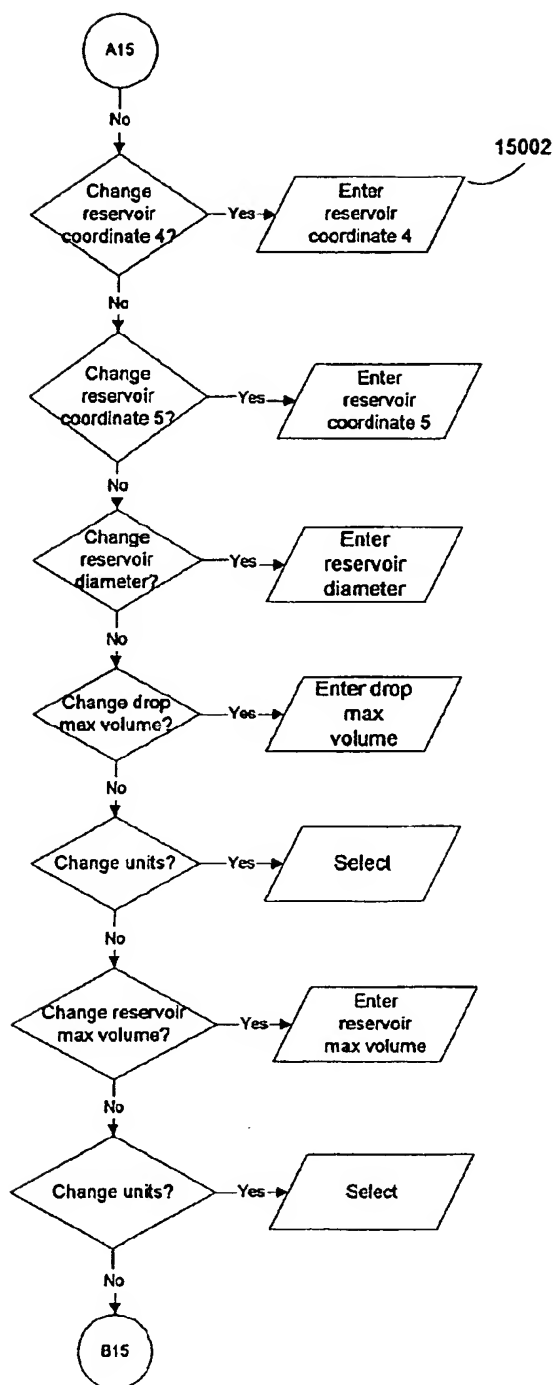 A15
No
15002
Change
reservoir
coordinate 4?
Yes
Enter
reservoir
coordinate 4
No
Change
reservoir
coordinate 5?
Yes
Enter
reservoir
coordinate 5
No
Change
reservoir
diameter?
Yes
Enter
reservoir
diameter
No
Change drop
max volume?
Yes
Enter drop
max
volume
No
Change units?
Yes
Select
No
Change reservoir
max volume?
Yes
Enter
reservoir
max volume
No
Change units?
Yes
Select
No
B15